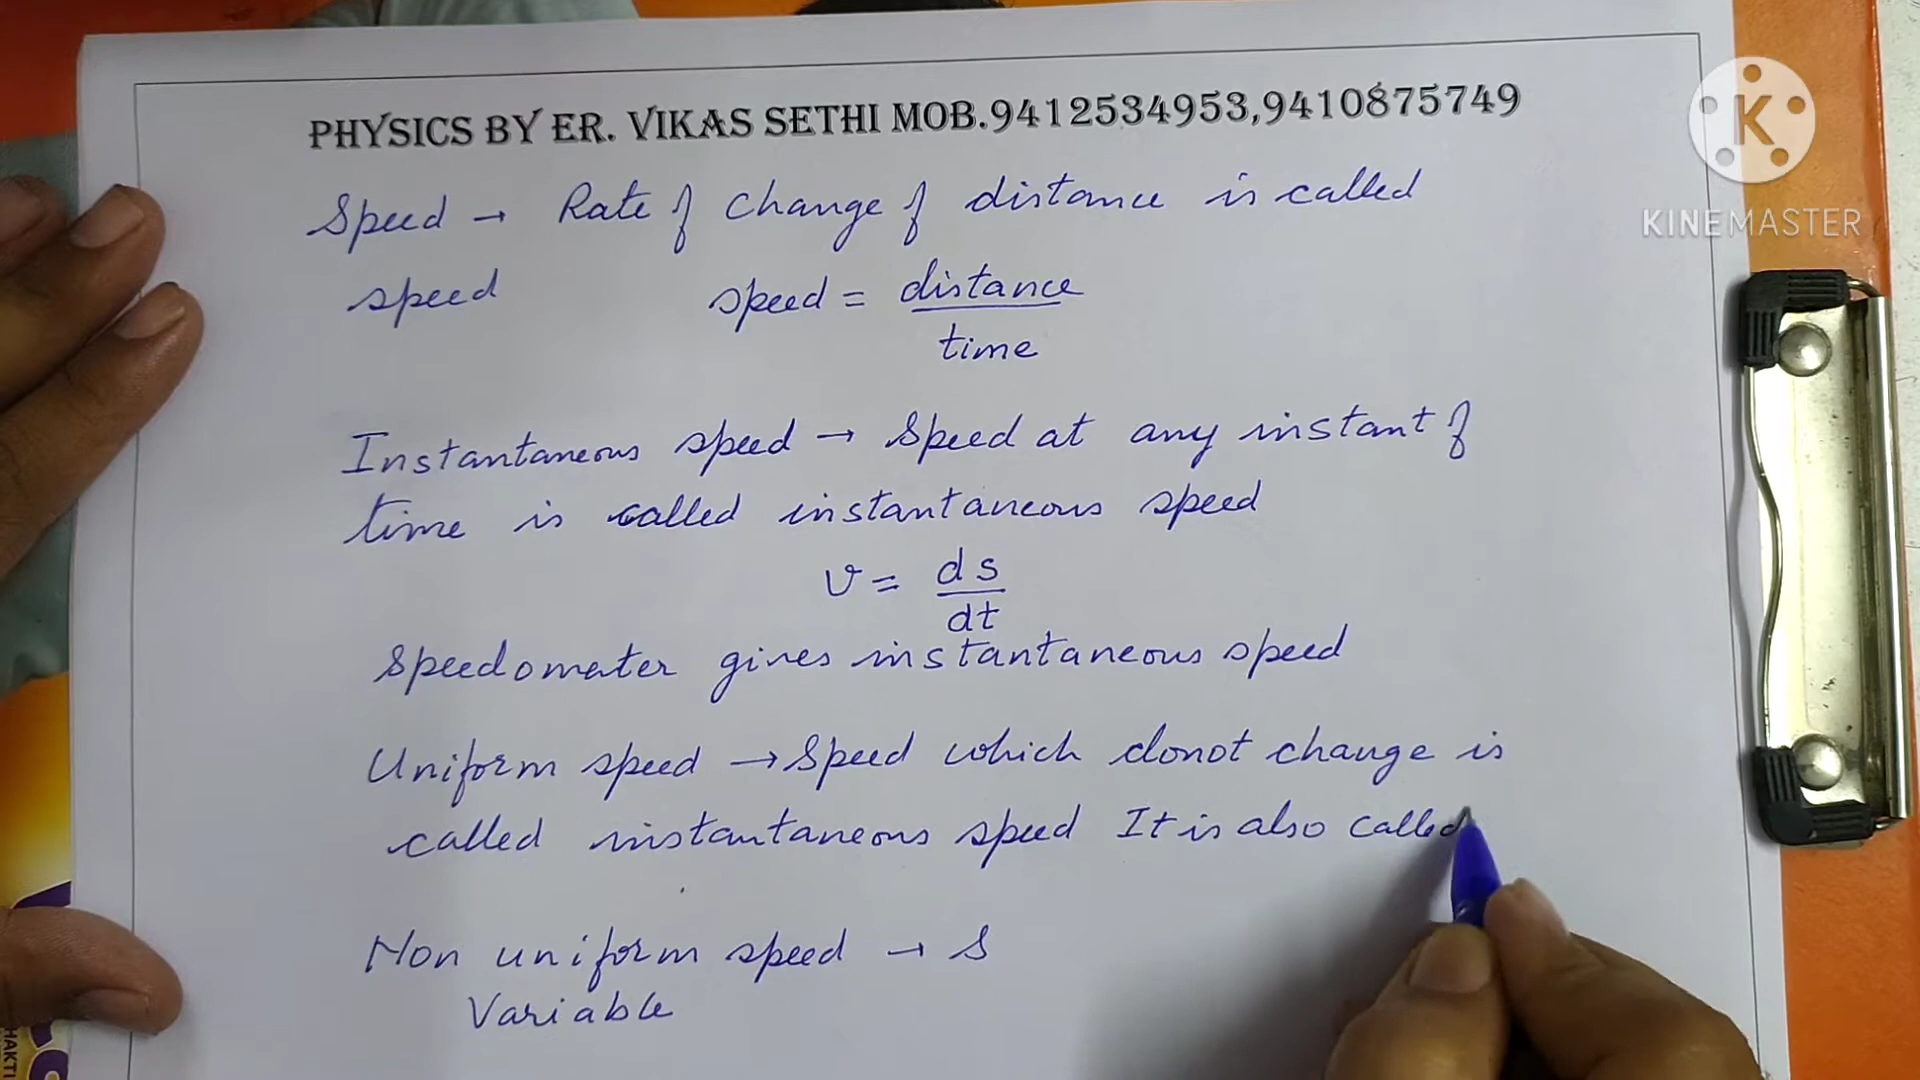 PHYSICS BY ER. VIKAS SETHI MOB.9412534953,9410875749
K
KINEMASTER
Speed → Rate of change of distance is called
speed speed = distance
time
Instantaneous speed → Speed at any instant of
time is called instantaneous speed
v = ds
dt
Speedometer gives instantaneous speed
Uniform speed → Speed which donot change is
called instantaneous speed It is also called
Non uniform speed → S
Variable